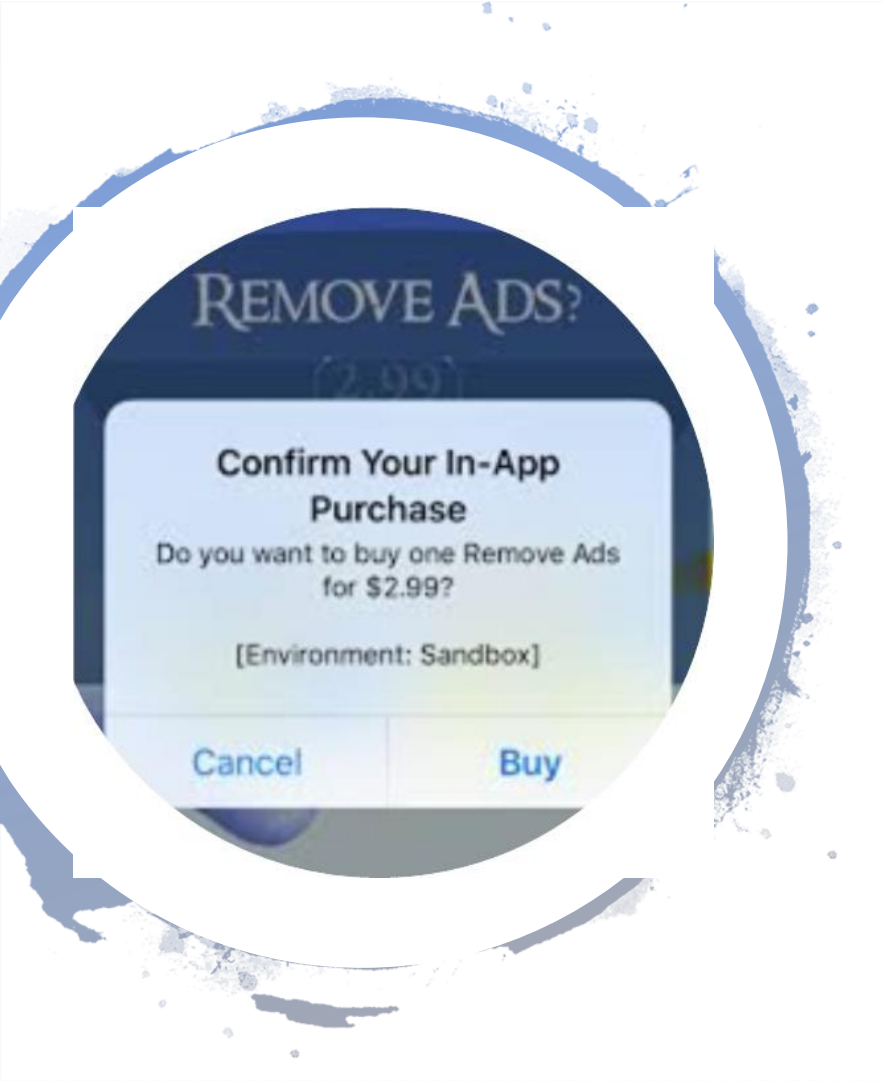 REMOVE ADS?
(2.99)
Confirm Your In-App
Purchase
Do you want to buy one Remove Ads
for $2.99?
[Environment: Sandbox]
Cancel
Buy